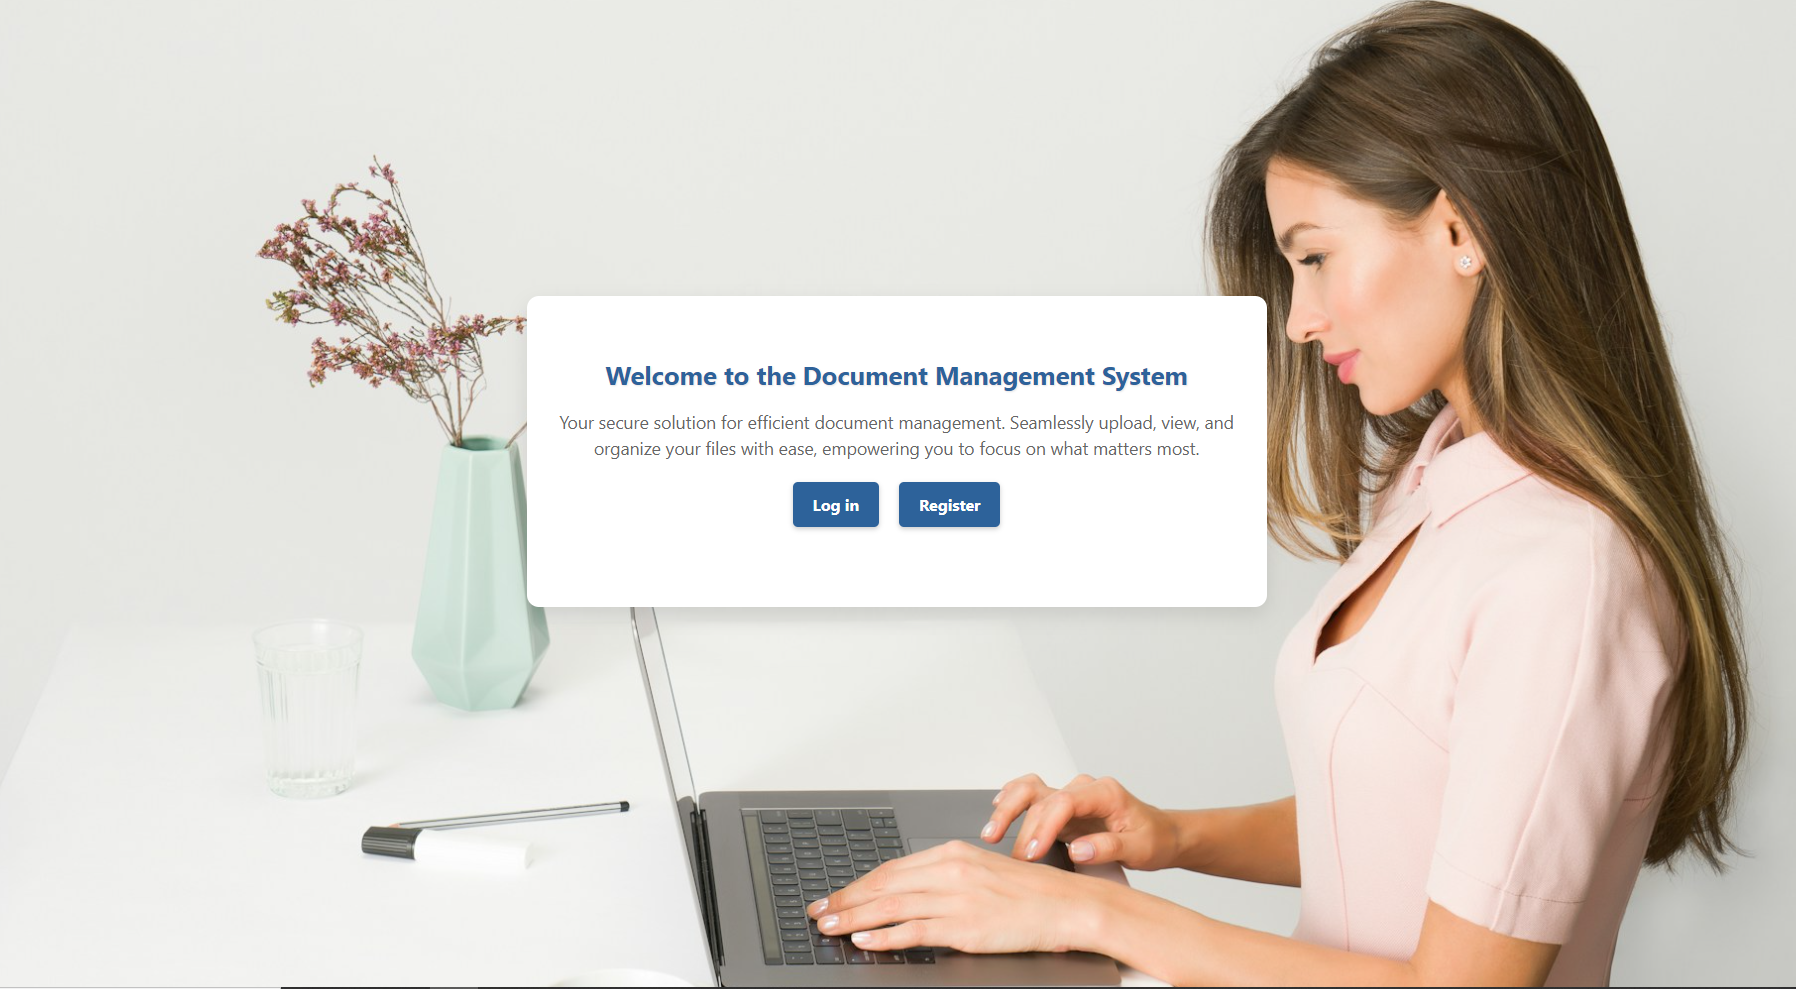 Welcome to the Document Management System
Your secure solution for efficient document management. Seamlessly upload, view, and
organize your files with ease, empowering you to focus on what matters most.
Log in
Register